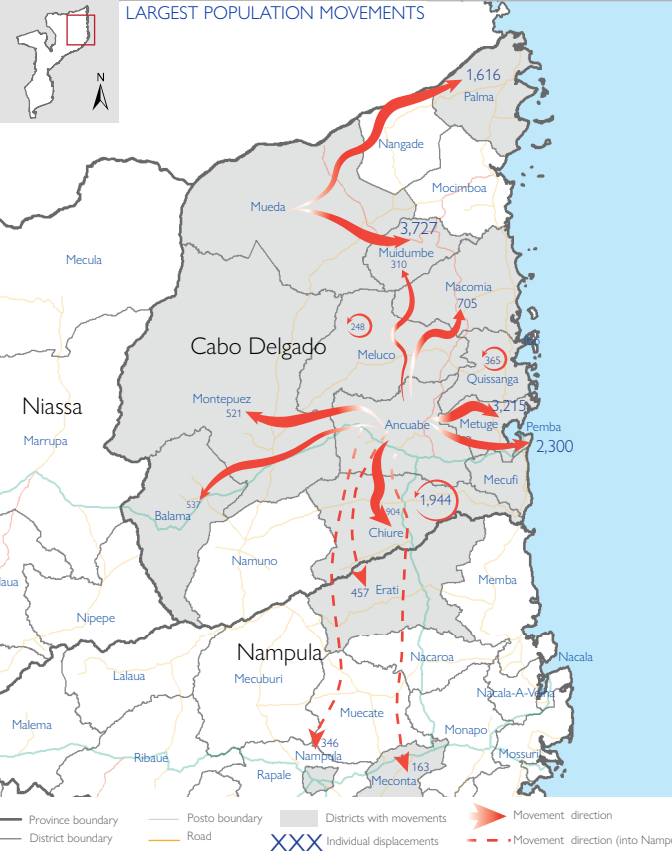 LARGEST POPULATION MOVEMENTS
N
1,616
Palma
Nangade
Mocimboa
Mueda
3,727
Muidumbe
310
Mecula
Macomia
705
248
Cabo Delgado
Meluco
365
Quissanga
Niassa
Montepuez
521
3,215
Ancuabe
Metuge
Pemba
2,300
Marrupa
Mecufi
537
Balama
904
1,944
Chiure
Namuno
457
Erati
Memba
aua
Nipepe
Nampula
Nacaroa
Nacala
Lalaua
Mecuburi
Nacala-A-Velha
Muecate
Malema
Monapo
346
Nampula
Ribaue
Mossuril
Rapale
163
Meconta
Province boundary
Posto boundary
Districts with movements
Movement direction
District boundary
Road
XXX
Individual displacements
Movement direction (into Nampu